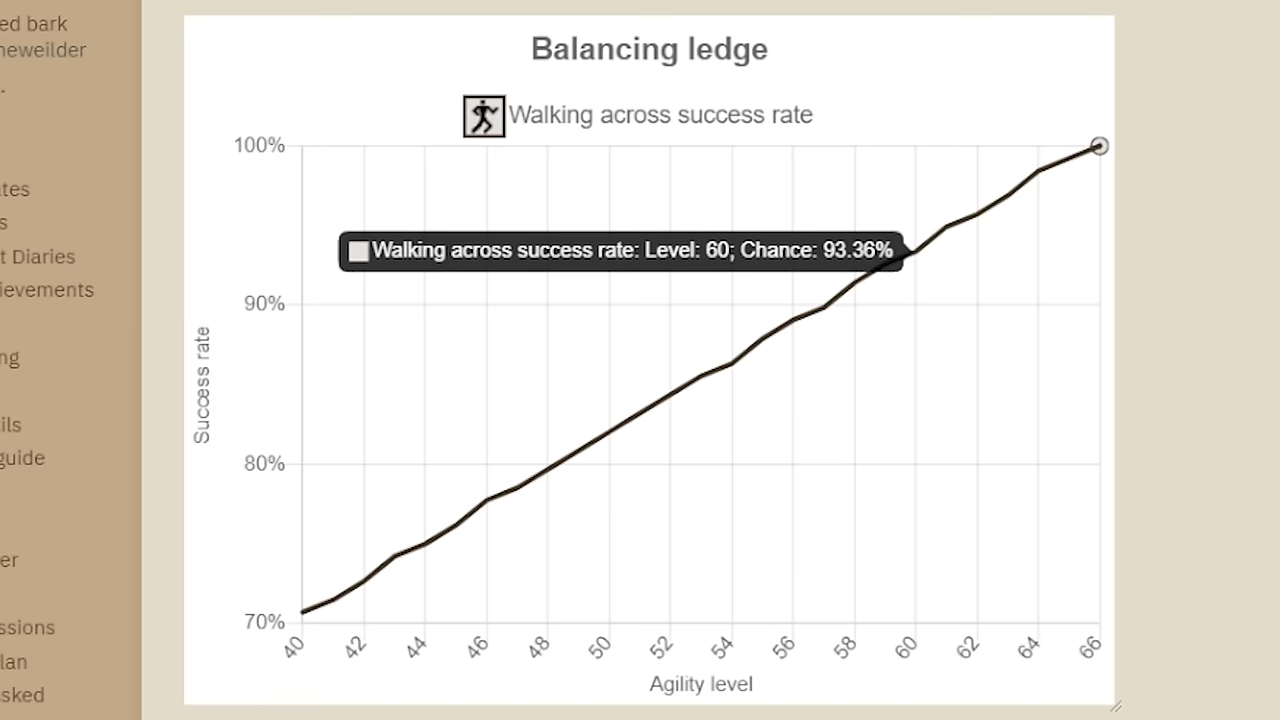 ed bark
neweilder
.
ates
s
t Diaries
ievements
ng
ils
guide
er
ssions
lan
sked
Balancing ledge
Walking across success rate
100%
90%
80%
70%
Success rate
Walking across success rate: Level: 60; Chance: 93.36%
40 42 44 46 48 50 52 54 56 58 60 62 64 66
Agility level